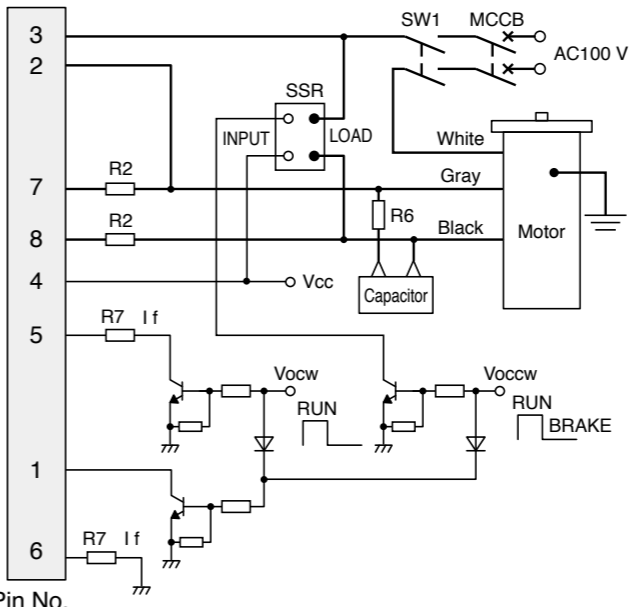 3
SW1 MCCB
AC100 V
2
SSR
INPUT LOAD
White
R2
Gray
7
R6
R2
Black
8
Motor
4
Vcc
Capacitor
R7 I f
5
Vocw
RUN
Voccw
RUN
BRAKE
1
R7 I f
6
Pin No.